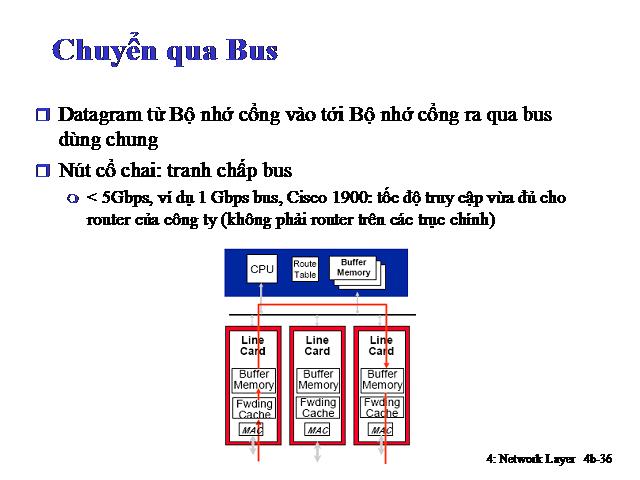 Chuyển qua Bus
Datagram từ Bộ nhớ cổng vào tới Bộ nhớ cổng ra qua bus
dùng chung
Nút cổ chai: tranh chấp bus
< 5Gbps, ví dụ 1 Gbps bus, Cisco 1900: tốc độ truy cập vừa đủ cho
router của công ty (không phải router trên các trục chính)
CPU
Route
Table
Buffer
Memory
Line
Card
Buffer
Memory
Fwding
Cache
MAC
Line
Card
Buffer
Memory
Fwding
Cache
MAC
Line
Card
Buffer
Memory
Fwding
Cache
MAC
4: Network Layer 4b-36